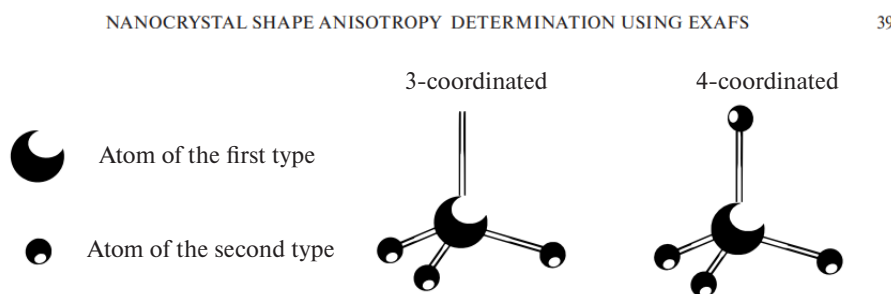 NANOCRYSTAL SHAPE ANISOTROPY DETERMINATION USING EXAFS 39
3-coordinated 4-coordinated
Atom of the first type
Atom of the second type